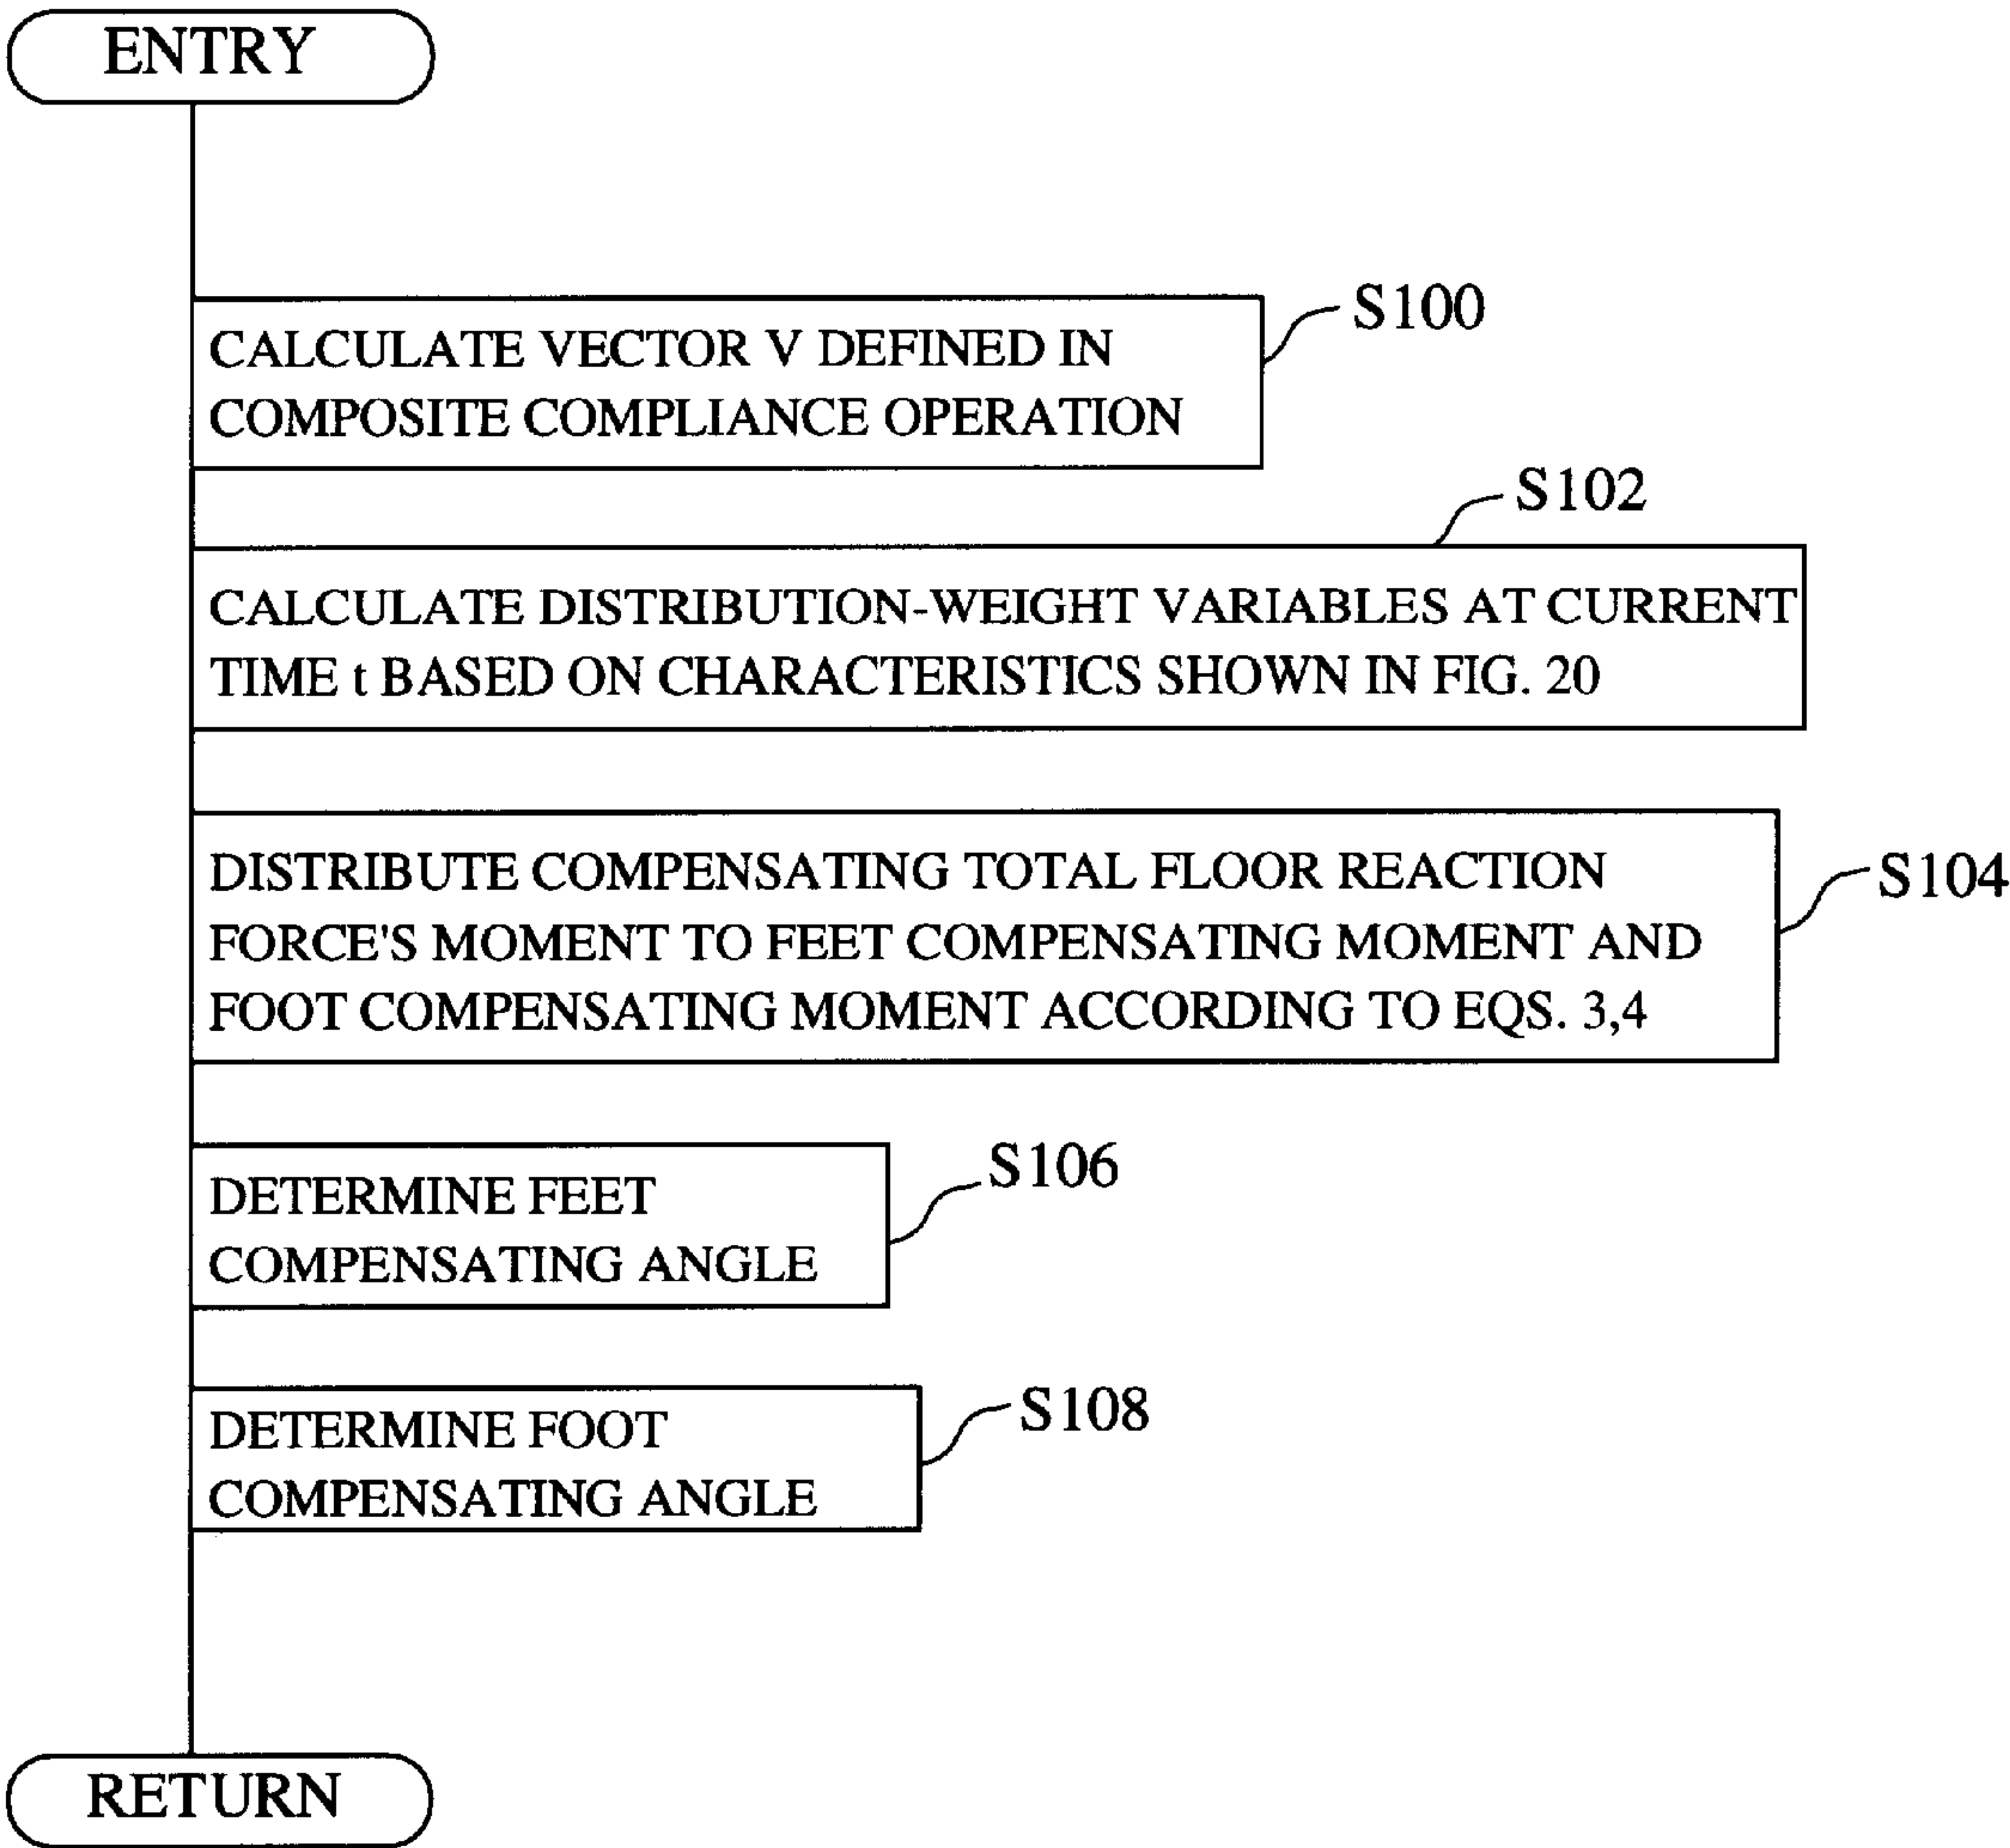 ENTRY
S100
CALCULATE VECTOR V DEFINED IN
COMPOSITE COMPLIANCE OPERATION
S102
CALCULATE DISTRIBUTION-WEIGHT VARIABLES AT CURRENT
TIME t BASED ON CHARACTERISTICS SHOWN IN FIG. 20
S104
DISTRIBUTE COMPENSATING TOTAL FLOOR REACTION
FORCE'S MOMENT TO FEET COMPENSATING MOMENT AND
FOOT COMPENSATING MOMENT ACCORDING TO EQS. 3,4
S106
DETERMINE FEET
COMPENSATING ANGLE
S108
DETERMINE FOOT
COMPENSATING ANGLE
RETURN